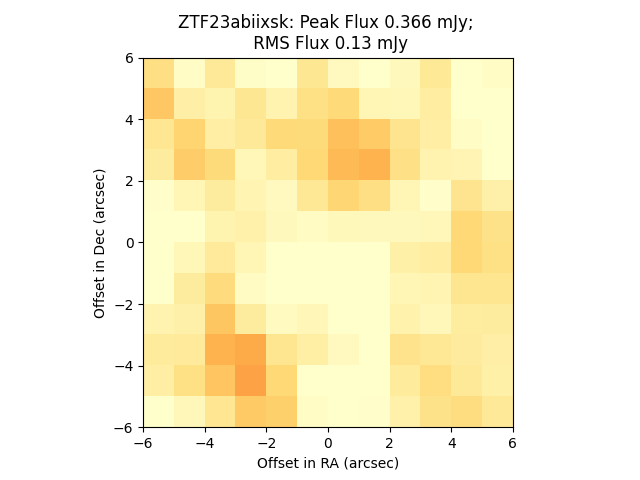 ZTF23abiixsk: Peak Flux 0.366 mJy;
RMS Flux 0.13 mJy
6
4
2
0
−2
−4
−6
Offset in Dec (arcsec)
−6 −4 −2 0 2 4 6
Offset in RA (arcsec)